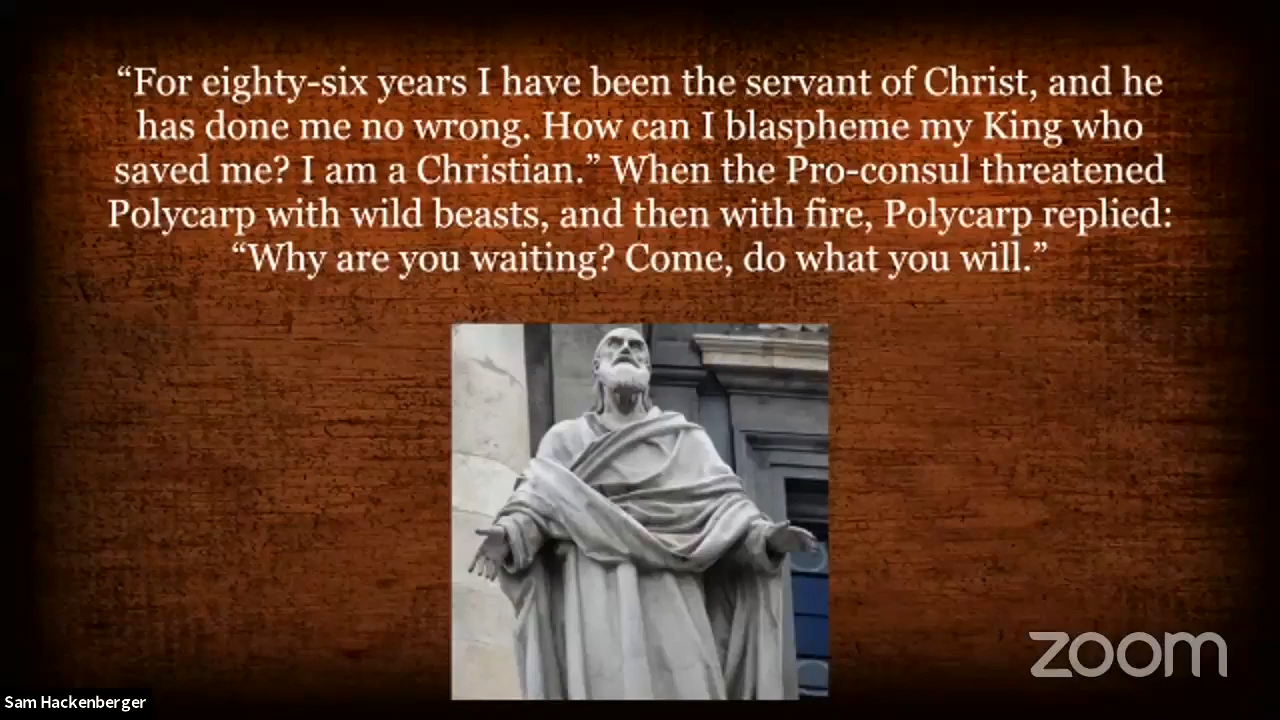 “For eighty-six years I have been the servant of Christ, and he
has done me no wrong. How can I blaspheme my King who
saved me? I am a Christian.” When the Pro-consul threatened
Polycarp with wild beasts, and then with fire, Polycarp replied:
“Why are you waiting? Come, do what you will.”
zoom
Sam Hackenberger